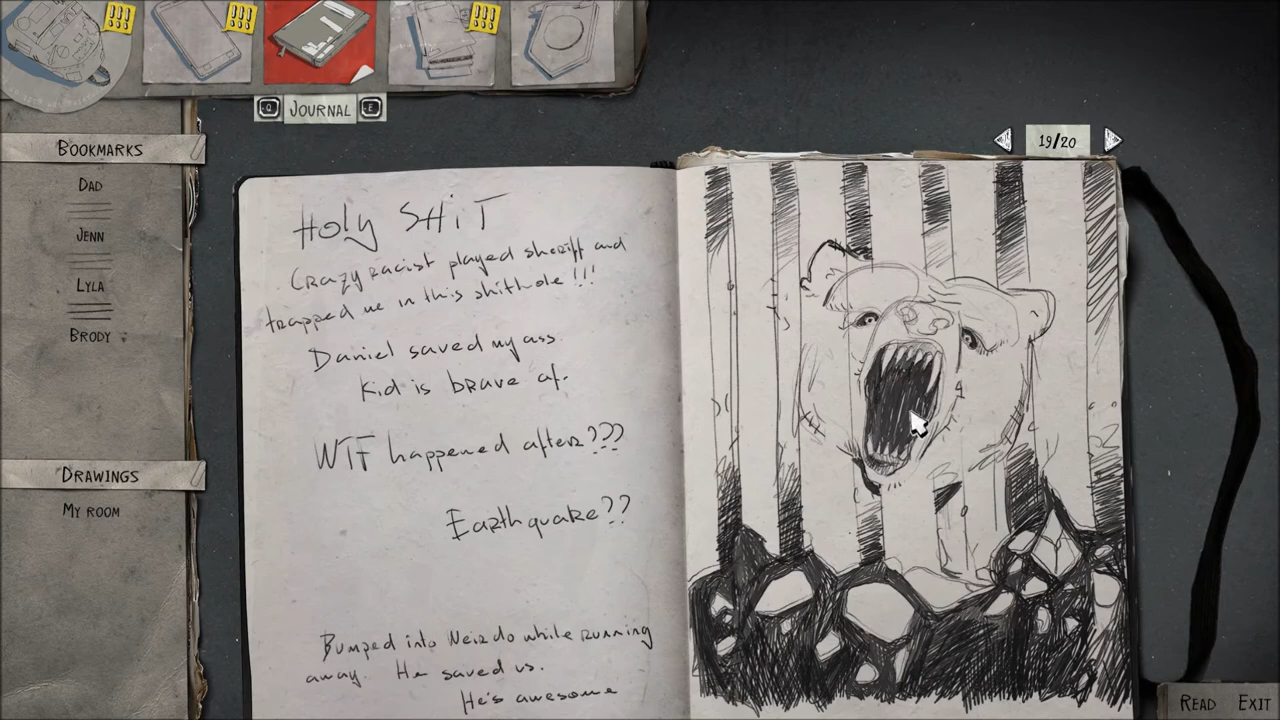 !!!
!!!
!!!
Q JOURNAL E
BOOKMARKS
DAD
JENN
LYLA
BRODY
DRAWINGS
MY ROOM
19/20
HOLY SHIT
Crazy racist played sheriff and
trapped me in this shithole!!!
Daniel saved my ass.
Kid is brave af.
WTF happened after???
Earthquake??
Bumped into Weirdo while running
away. He saved us.
He's awesome
READ EXIT